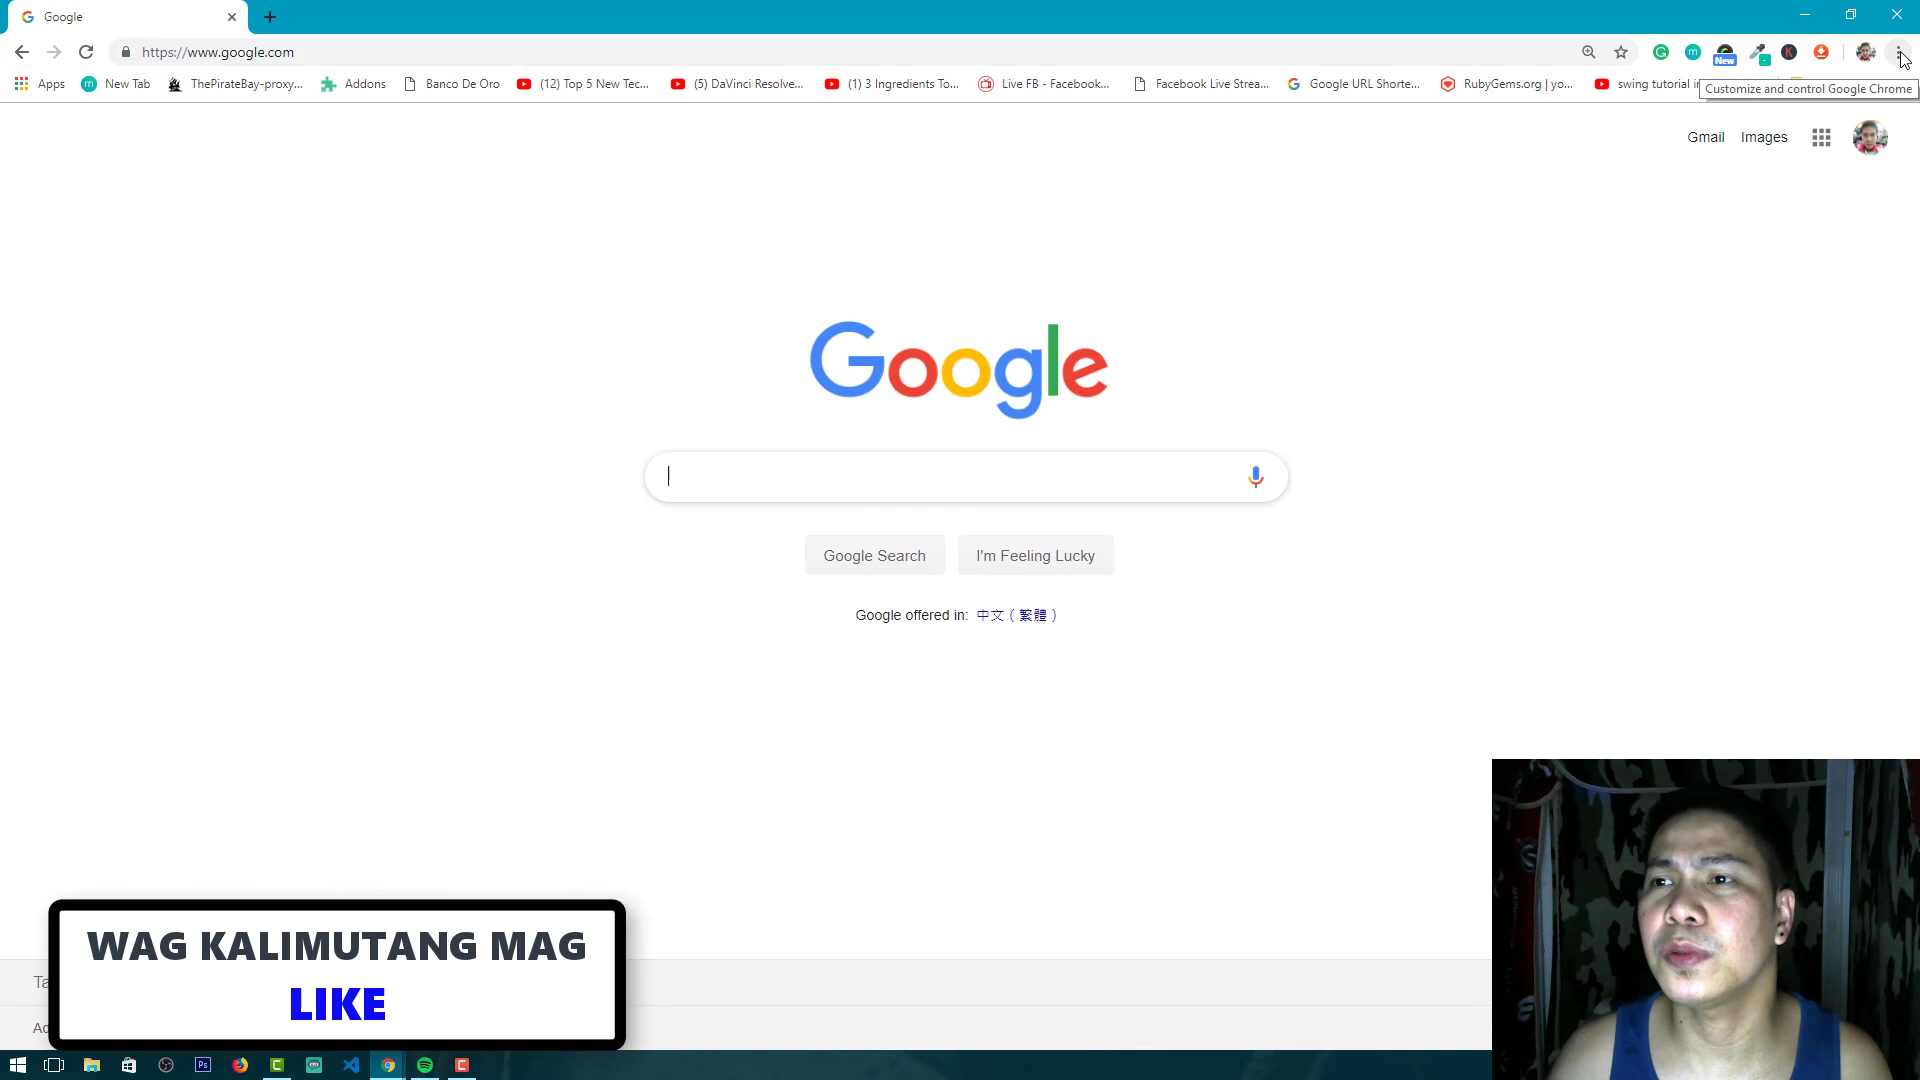 Google
https://www.google.com
New
Apps
New Tab
ThePirateBay-proxy...
Addons
Banco De Oro
(12) Top 5 New Tec...
(5) DaVinci Resolve...
(1) 3 Ingredients To...
Live FB - Facebook...
Facebook Live Strea...
Google URL Shorte...
RubyGems.org | yo...
swing tutorial
Customize and control Google Chrome
Gmail
Images
Google
Google Search
I'm Feeling Lucky
Google offered in: 中文（繁體）
WAG KALIMUTANG MAG
LIKE
Ps